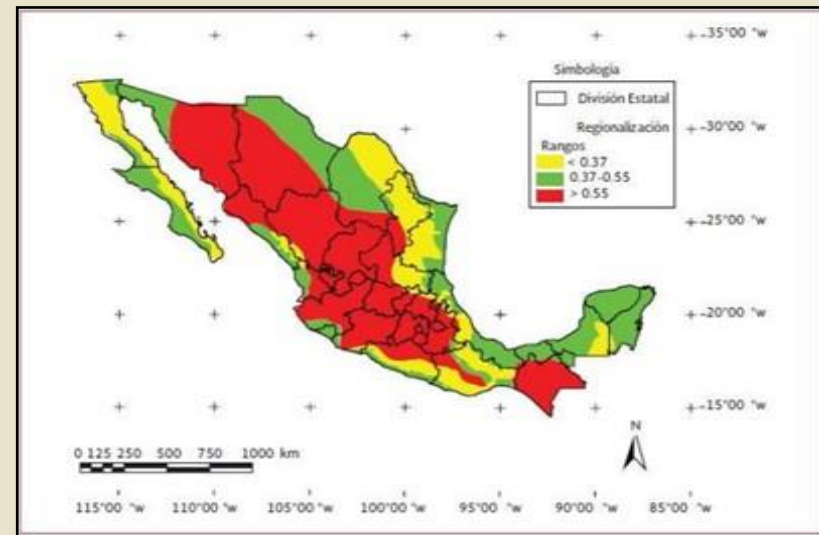 35°00 "w
Simbología
División Estatal
Regionalización
Rangos
< 0.37
0.37-0.55
> 0.55
30°00 "w
25°00 "w
20°00 "w
15°00 "w
N
0 125 250 500 750 1000 km
115°00 "w 110°00 "w 105°00 "w 100°00 "w 90°00 "w 85°00 "w